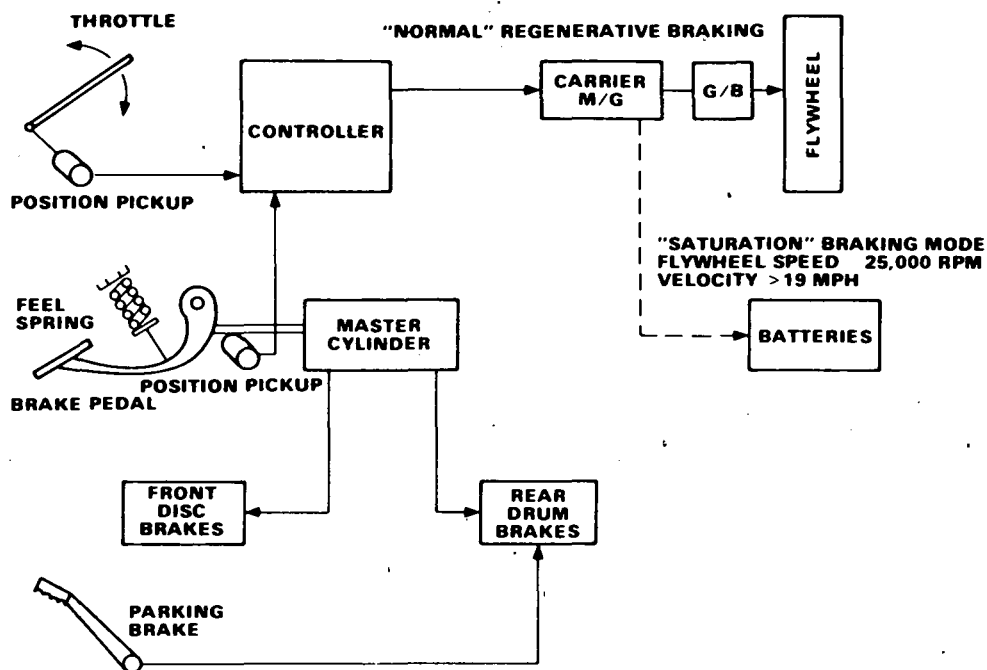 THROTTLE
"NORMAL" REGENERATIVE BRAKING
CONTROLLER
CARRIER
M/G
G/B
FLYWHEEL
POSITION PICKUP
"SATURATION" BRAKING MODE
FLYWHEEL SPEED 25,000 RPM
VELOCITY >19 MPH
FEEL
SPRING
MASTER
CYLINDER
BATTERIES
POSITION PICKUP
BRAKE PEDAL
FRONT
DISC
BRAKES
REAR
DRUM
BRAKES
PARKING
BRAKE